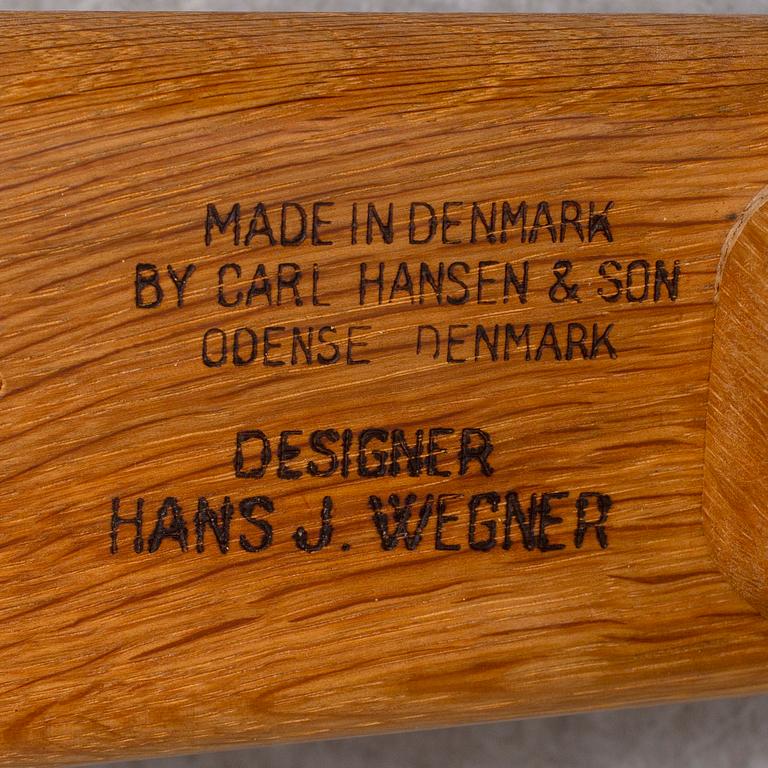 MADE IN DENMARK
BY CARL HANSEN & SON
ODENSE DENMARK
DESIGNER
HANS J. WEGNER